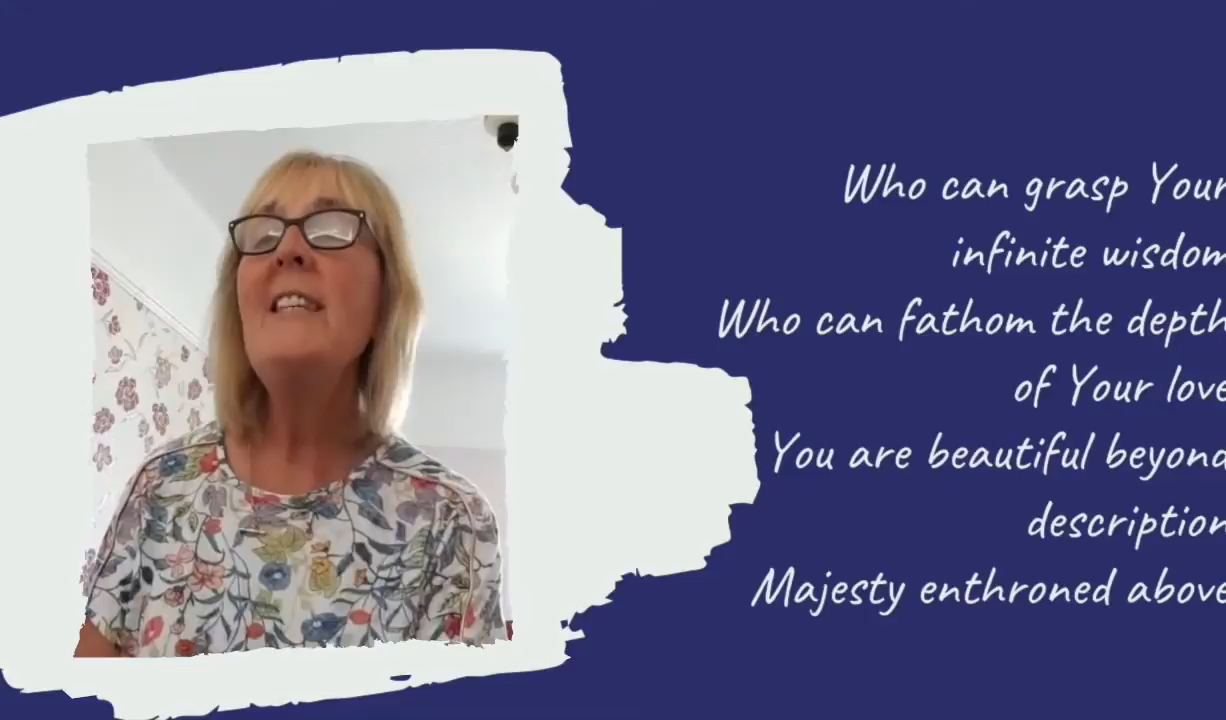 Who can grasp Your
infinite wisdom
Who can fathom the depth
of Your love
You are beautiful beyond
description
Majesty enthroned above